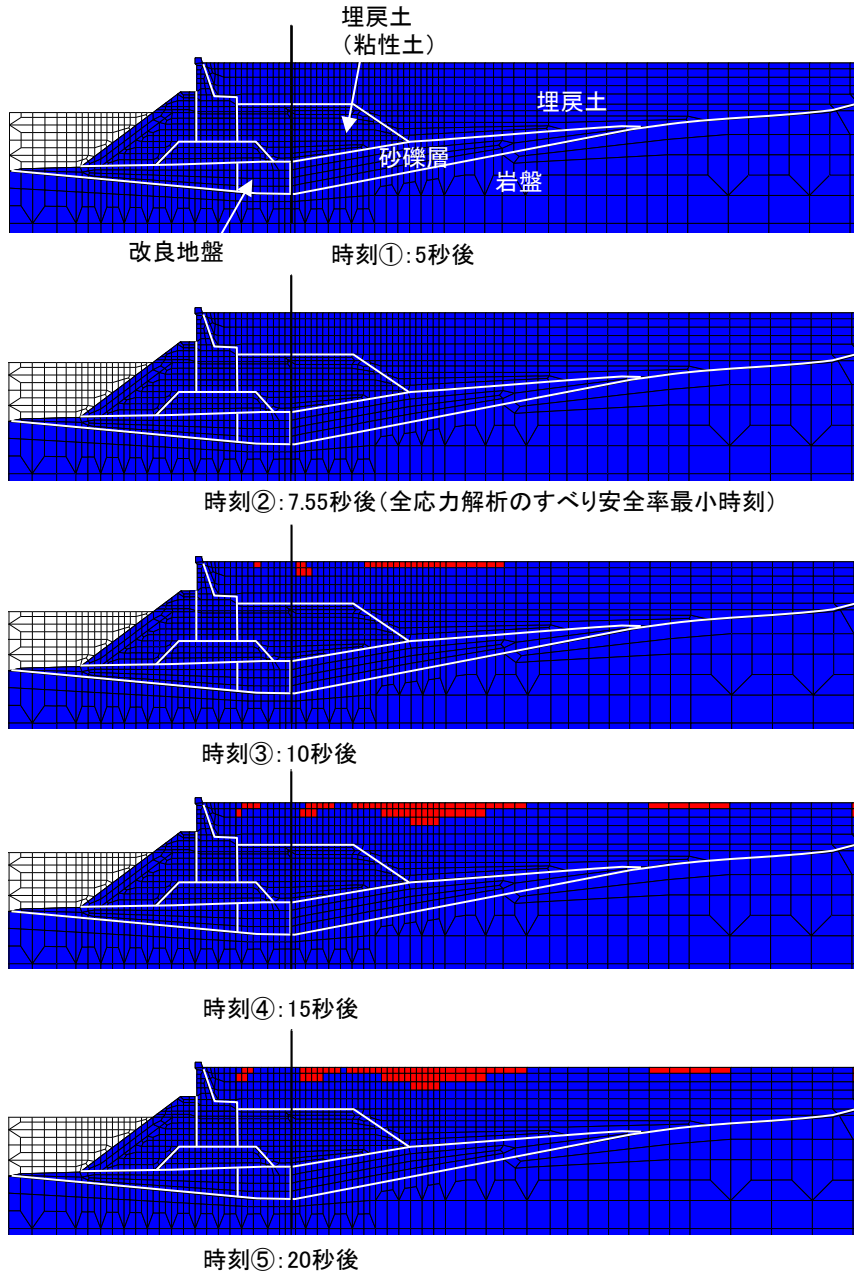 埋戻土
（粘性土）
埋戻土
砂礫層
岩盤
改良地盤
時刻①：5秒後
時刻②：7.55秒後（全応力解析のすべり安全率最小時刻）
時刻③：10秒後
時刻④：15秒後
時刻⑤：20秒後